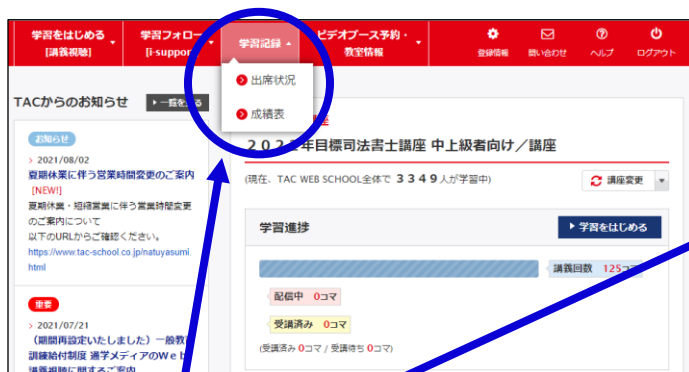 学習をはじめる
[講義視聴]
学習フォロー
[i-support
学習記録
ビデオブース予約・
教室情報
登録情報
問い合わせ
ヘルプ
ログアウト
出席状況
成績表
TACからのお知らせ
お知らせ
> 2021/08/02
夏期休業に伴う営業時間変更のご案内
[NEW!]
夏期休業・短縮営業に伴う営業時間変更
のご案内について
以下のURLからご確認ください。
https://www.tac-school.co.jp/natuyasumi.
html
重要
> 2021/07/21
(期間再設定いたしました)一般教
訓練給付制度 通学メディアのWe
講義視聴に関するご案内
年目標司法書士講座 中上級者向け/講座
(現在、TAC WEB SCHOOL全体で 3349人が学習中)
講座変更
学習進捗
学習をはじめる
講義回数 125
配信中 0コマ
受講済み 0コマ
(受講済み 0コマ / 受講待ち 0コマ)